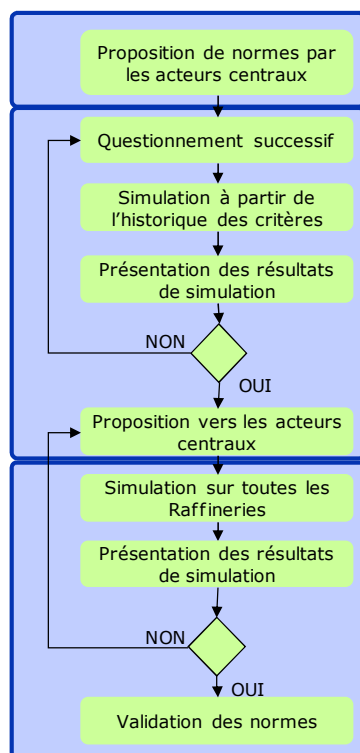 Proposition de normes par
les acteurs centraux
Questionnement successif
Simulation à partir de
l'historique des critères
Présentation des résultats
de simulation
NON
OUI
Proposition vers les acteurs
centraux
Simulation sur toutes les
Raffineries
Présentation des résultats
de simulation
NON
OUI
Validation des normes